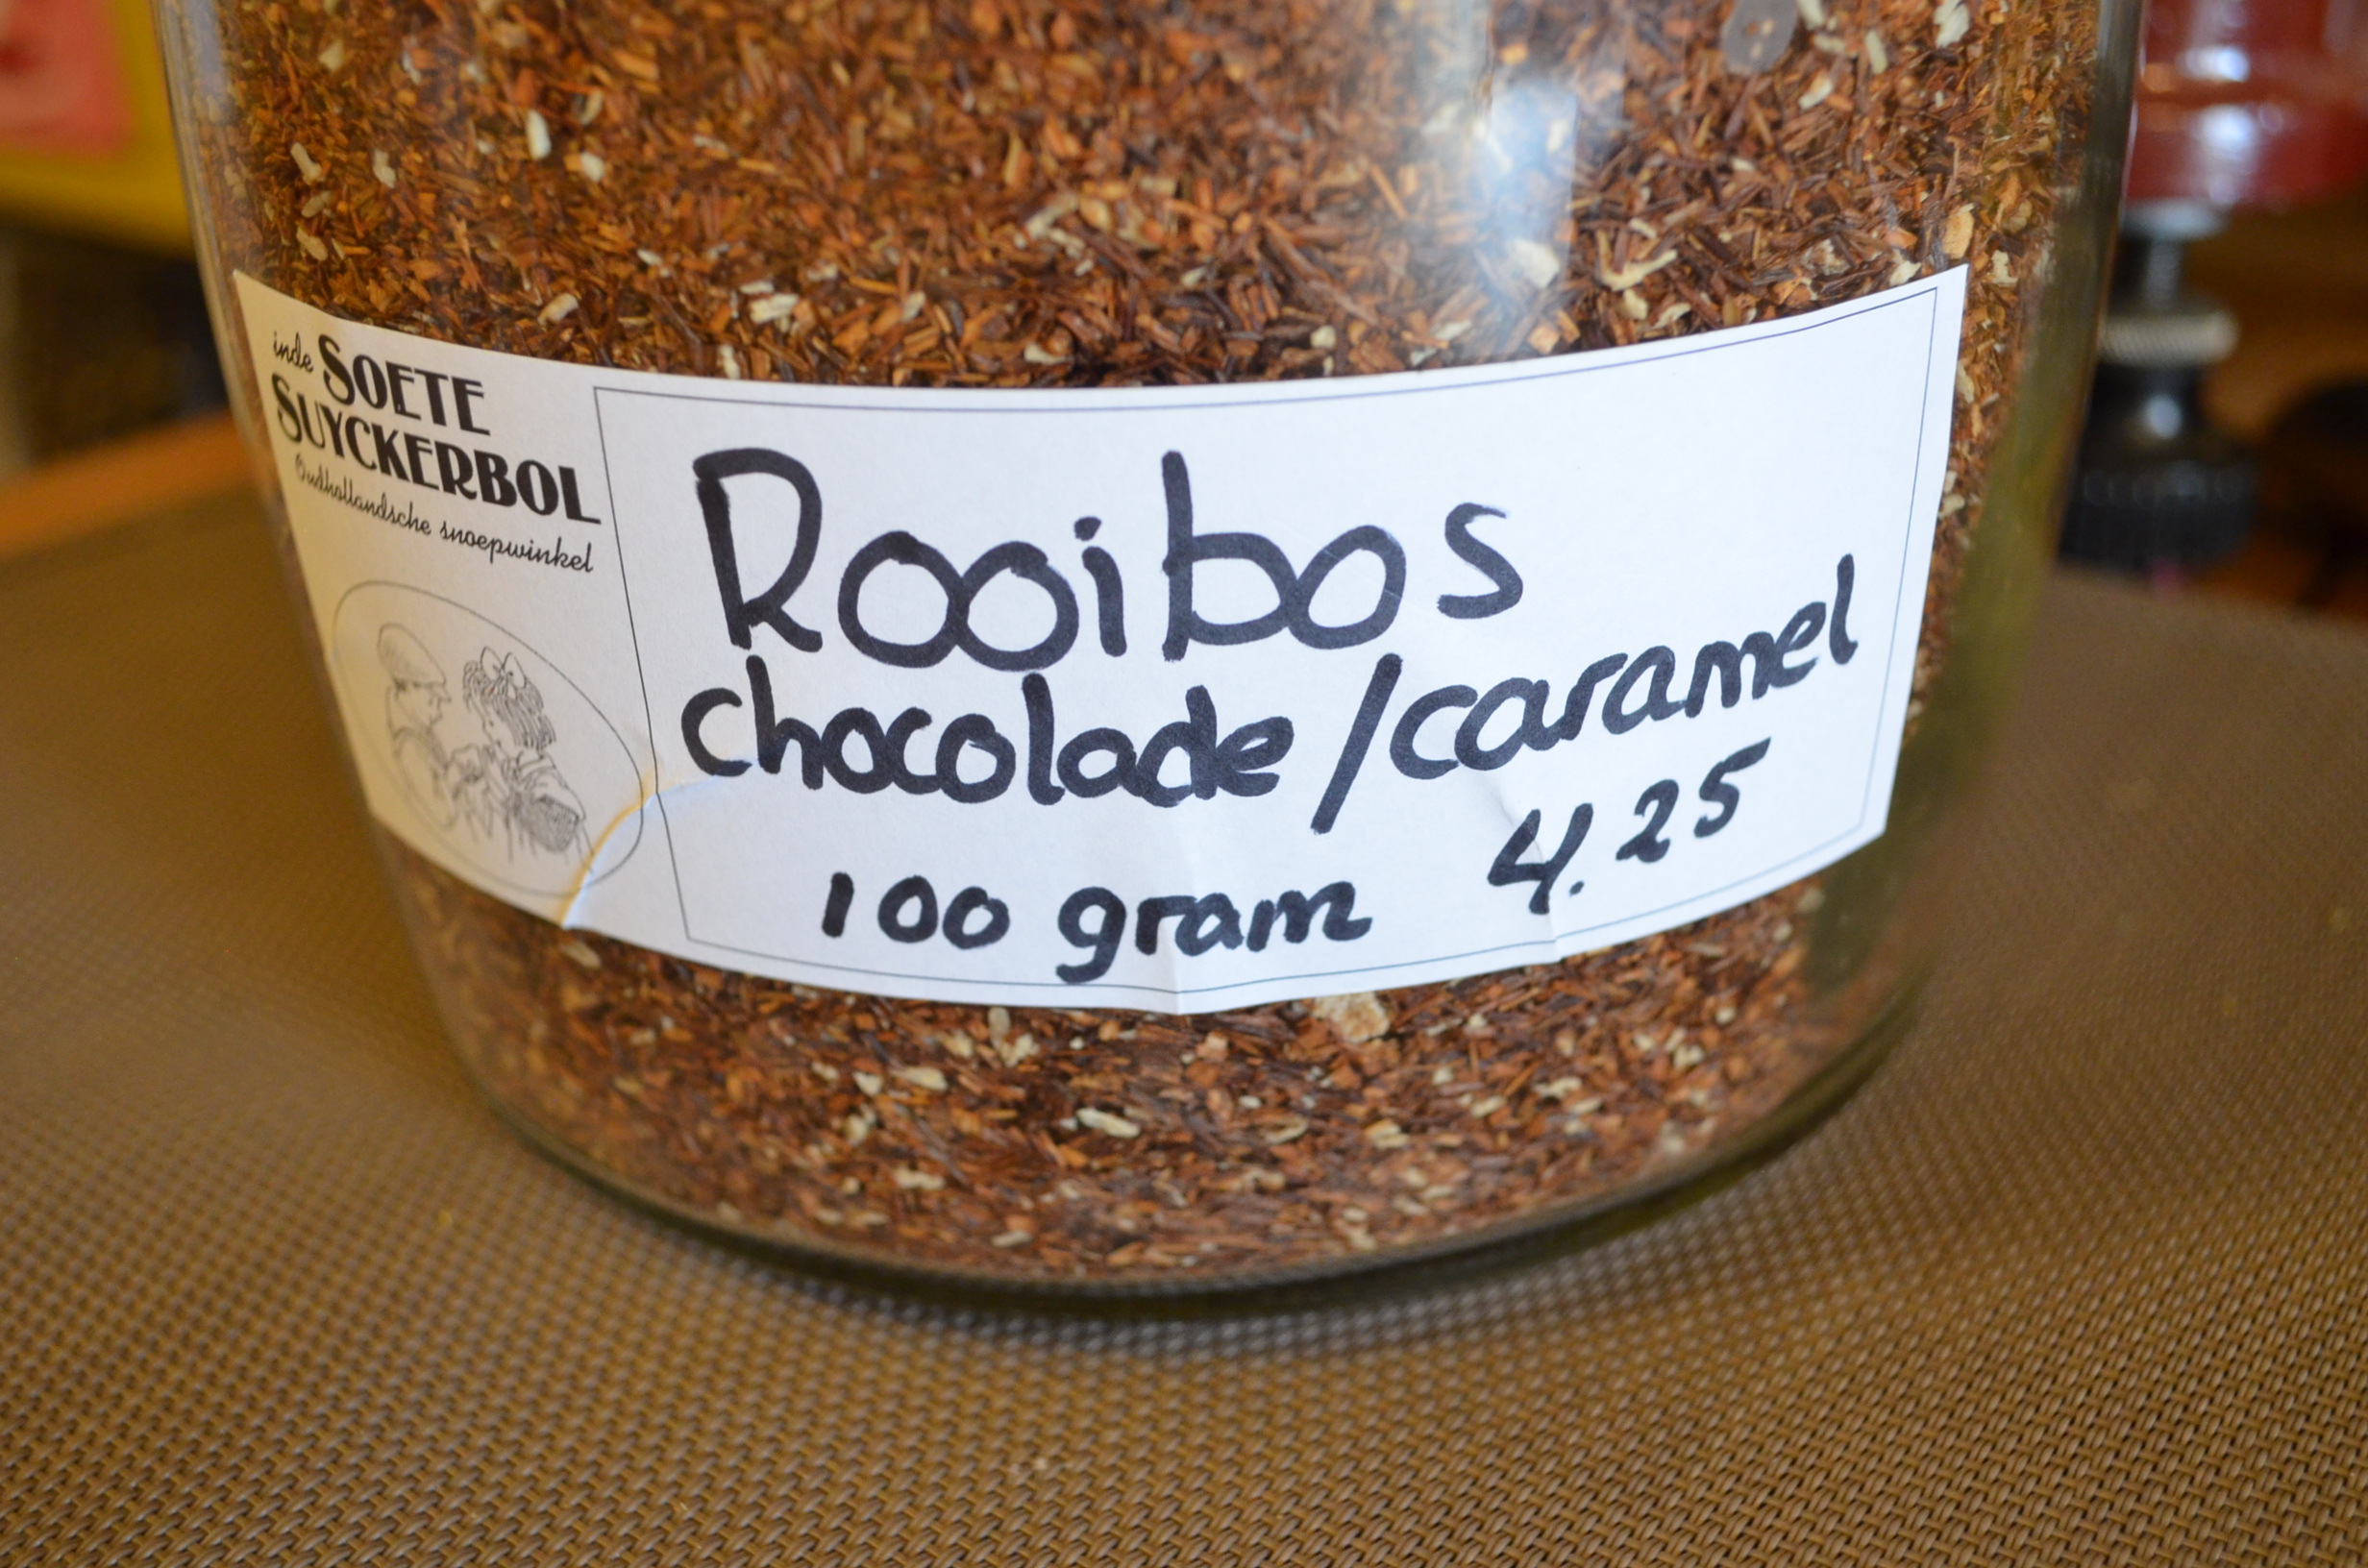 inde SOETE
SUYCKERBOL
Oudhollandsche snoepwinkel
Rooibos
chocolade/caramel
100 gram 4.25